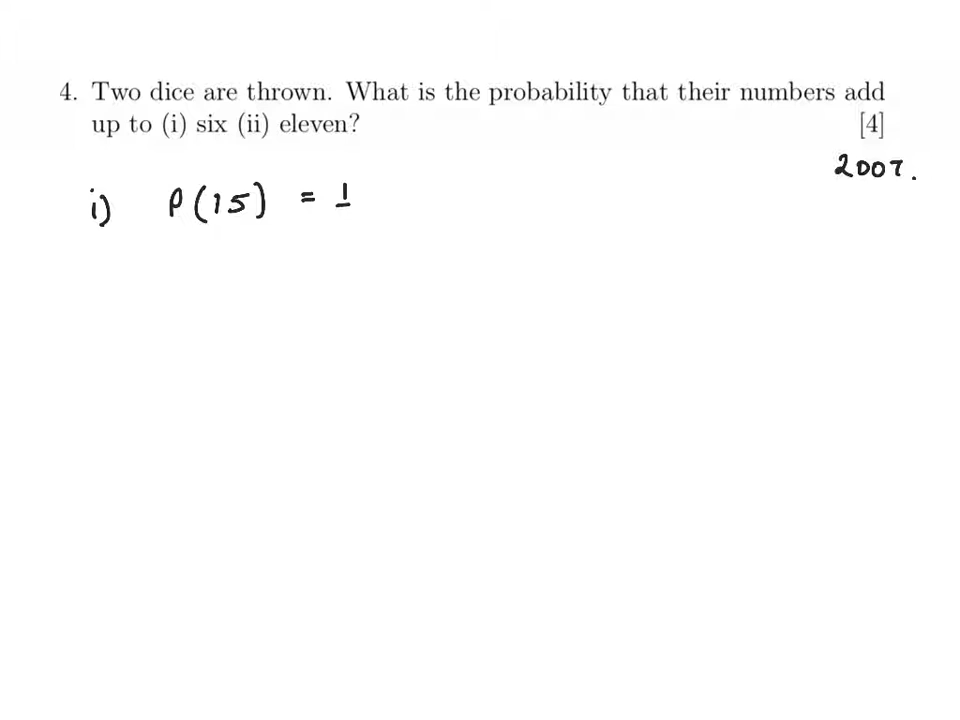 4. Two dice are thrown. What is the probability that their numbers add
up to (i) six (ii) eleven? [4]
2007.
i) P(15) = 1